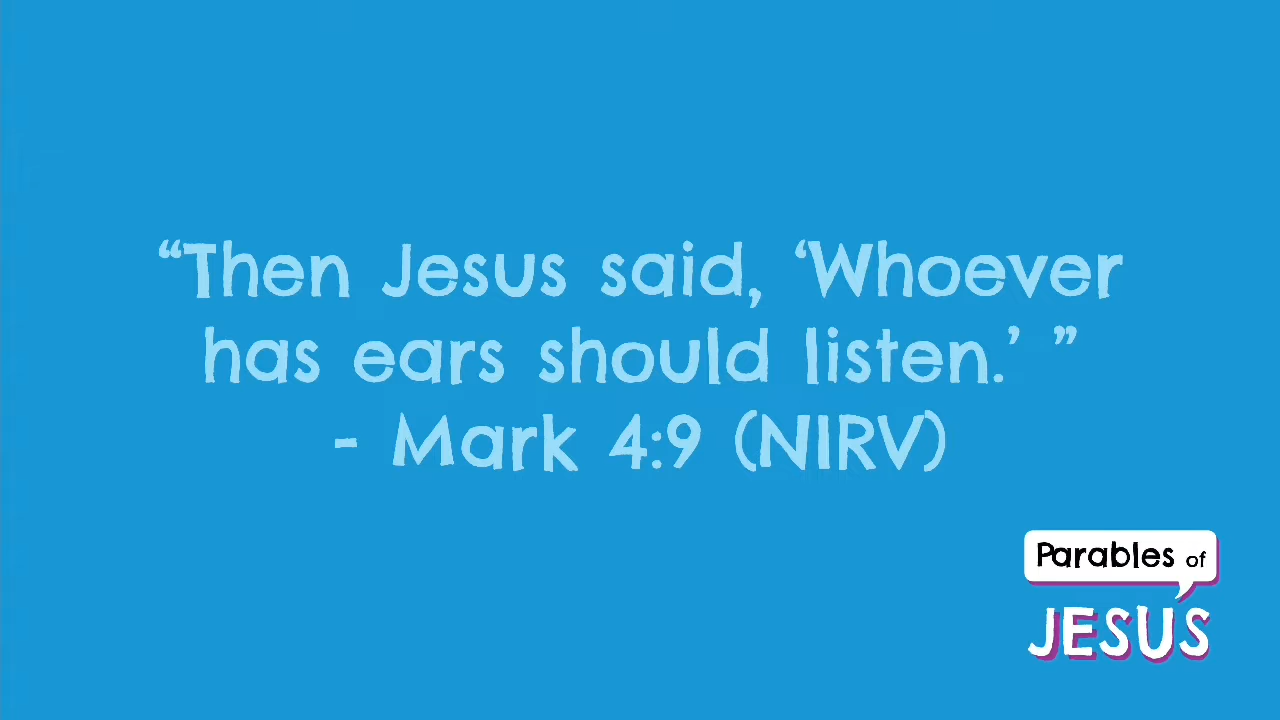 “Then Jesus said, ‘Whoever
has ears should listen.’ ”
- Mark 4:9 (NIRV)
Parables of
JESUS